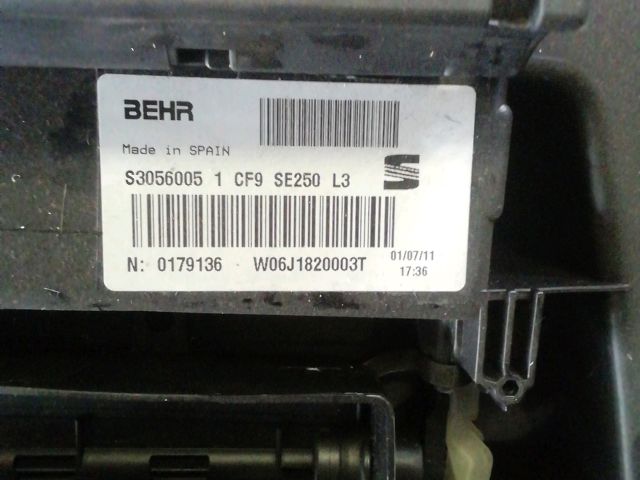 BEHR
Made in SPAIN
S3056005 1 CF9 SE250 L3
N: 0179136 W06J1820003T
01/07/11
17:36